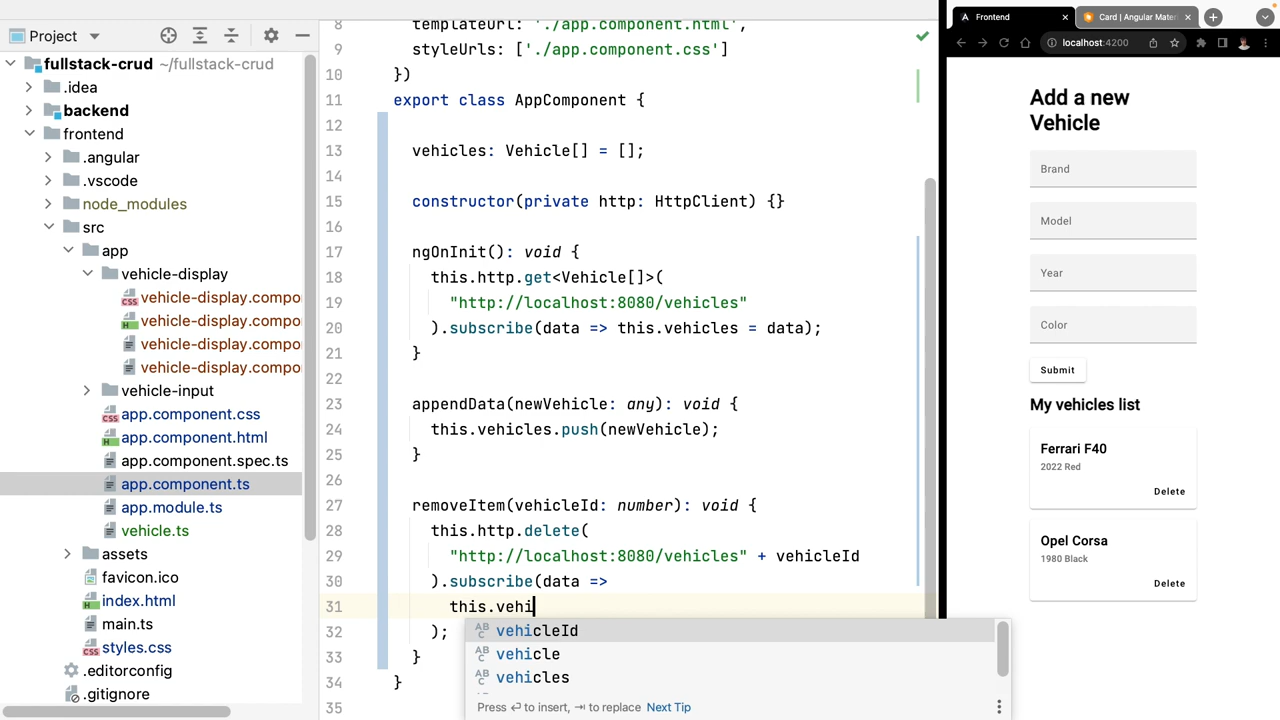 Project
fullstack-crud ~/fullstack-crud
.idea
backend
frontend
.angular
.vscode
node_modules
src
app
vehicle-display
vehicle-display.compo
vehicle-display.compo
vehicle-display.compo
vehicle-display.compo
vehicle-input
app.component.css
app.component.html
app.component.spec.ts
app.component.ts
app.module.ts
vehicle.ts
assets
favicon.ico
index.html
main.ts
styles.css
.editorconfig
.gitignore
8 templateUrl: './app.component.html',
9 styleUrls: ['./app.component.css']
10 })
11 export class AppComponent {
12
13 vehicles: Vehicle[] = [];
14
15 constructor(private http: HttpClient) {}
16
17 ngOnInit(): void {
18 this.http.get<Vehicle[]>(
19 "http://localhost:8080/vehicles"
20 ).subscribe(data => this.vehicles = data);
21 }
22
23 appendData(newVehicle: any): void {
24 this.vehicles.push(newVehicle);
25 }
26
27 removeItem(vehicleId: number): void {
28 this.http.delete(
29 "http://localhost:8080/vehicles" + vehicleId
30 ).subscribe(data =>
31 this.vehi
32 );
33 }
34 }
35
vehicleId
vehicle
vehicles
Press ↵ to insert, ⇥ to replace Next Tip
Frontend
Card | Angular Mater
localhost:4200
Add a new
Vehicle
Brand
Model
Year
Color
Submit
My vehicles list
Ferrari F40
2022 Red
Delete
Opel Corsa
1980 Black
Delete